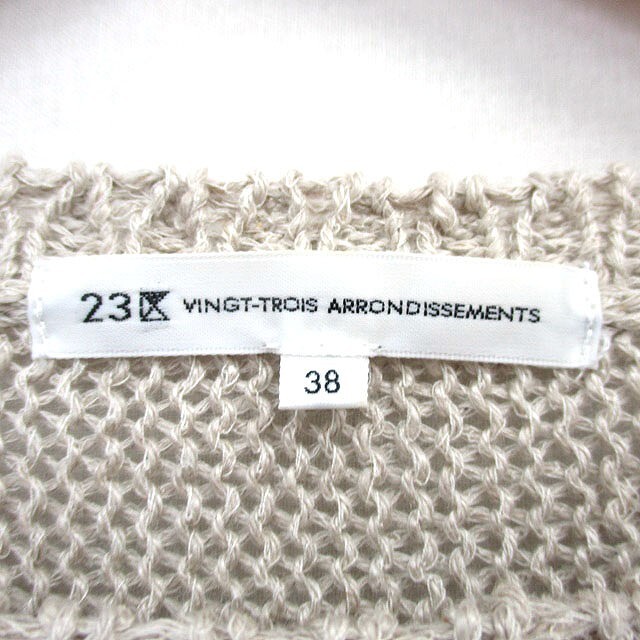 23区 VINGT-TROIS ARRONDISSEMENTS
38